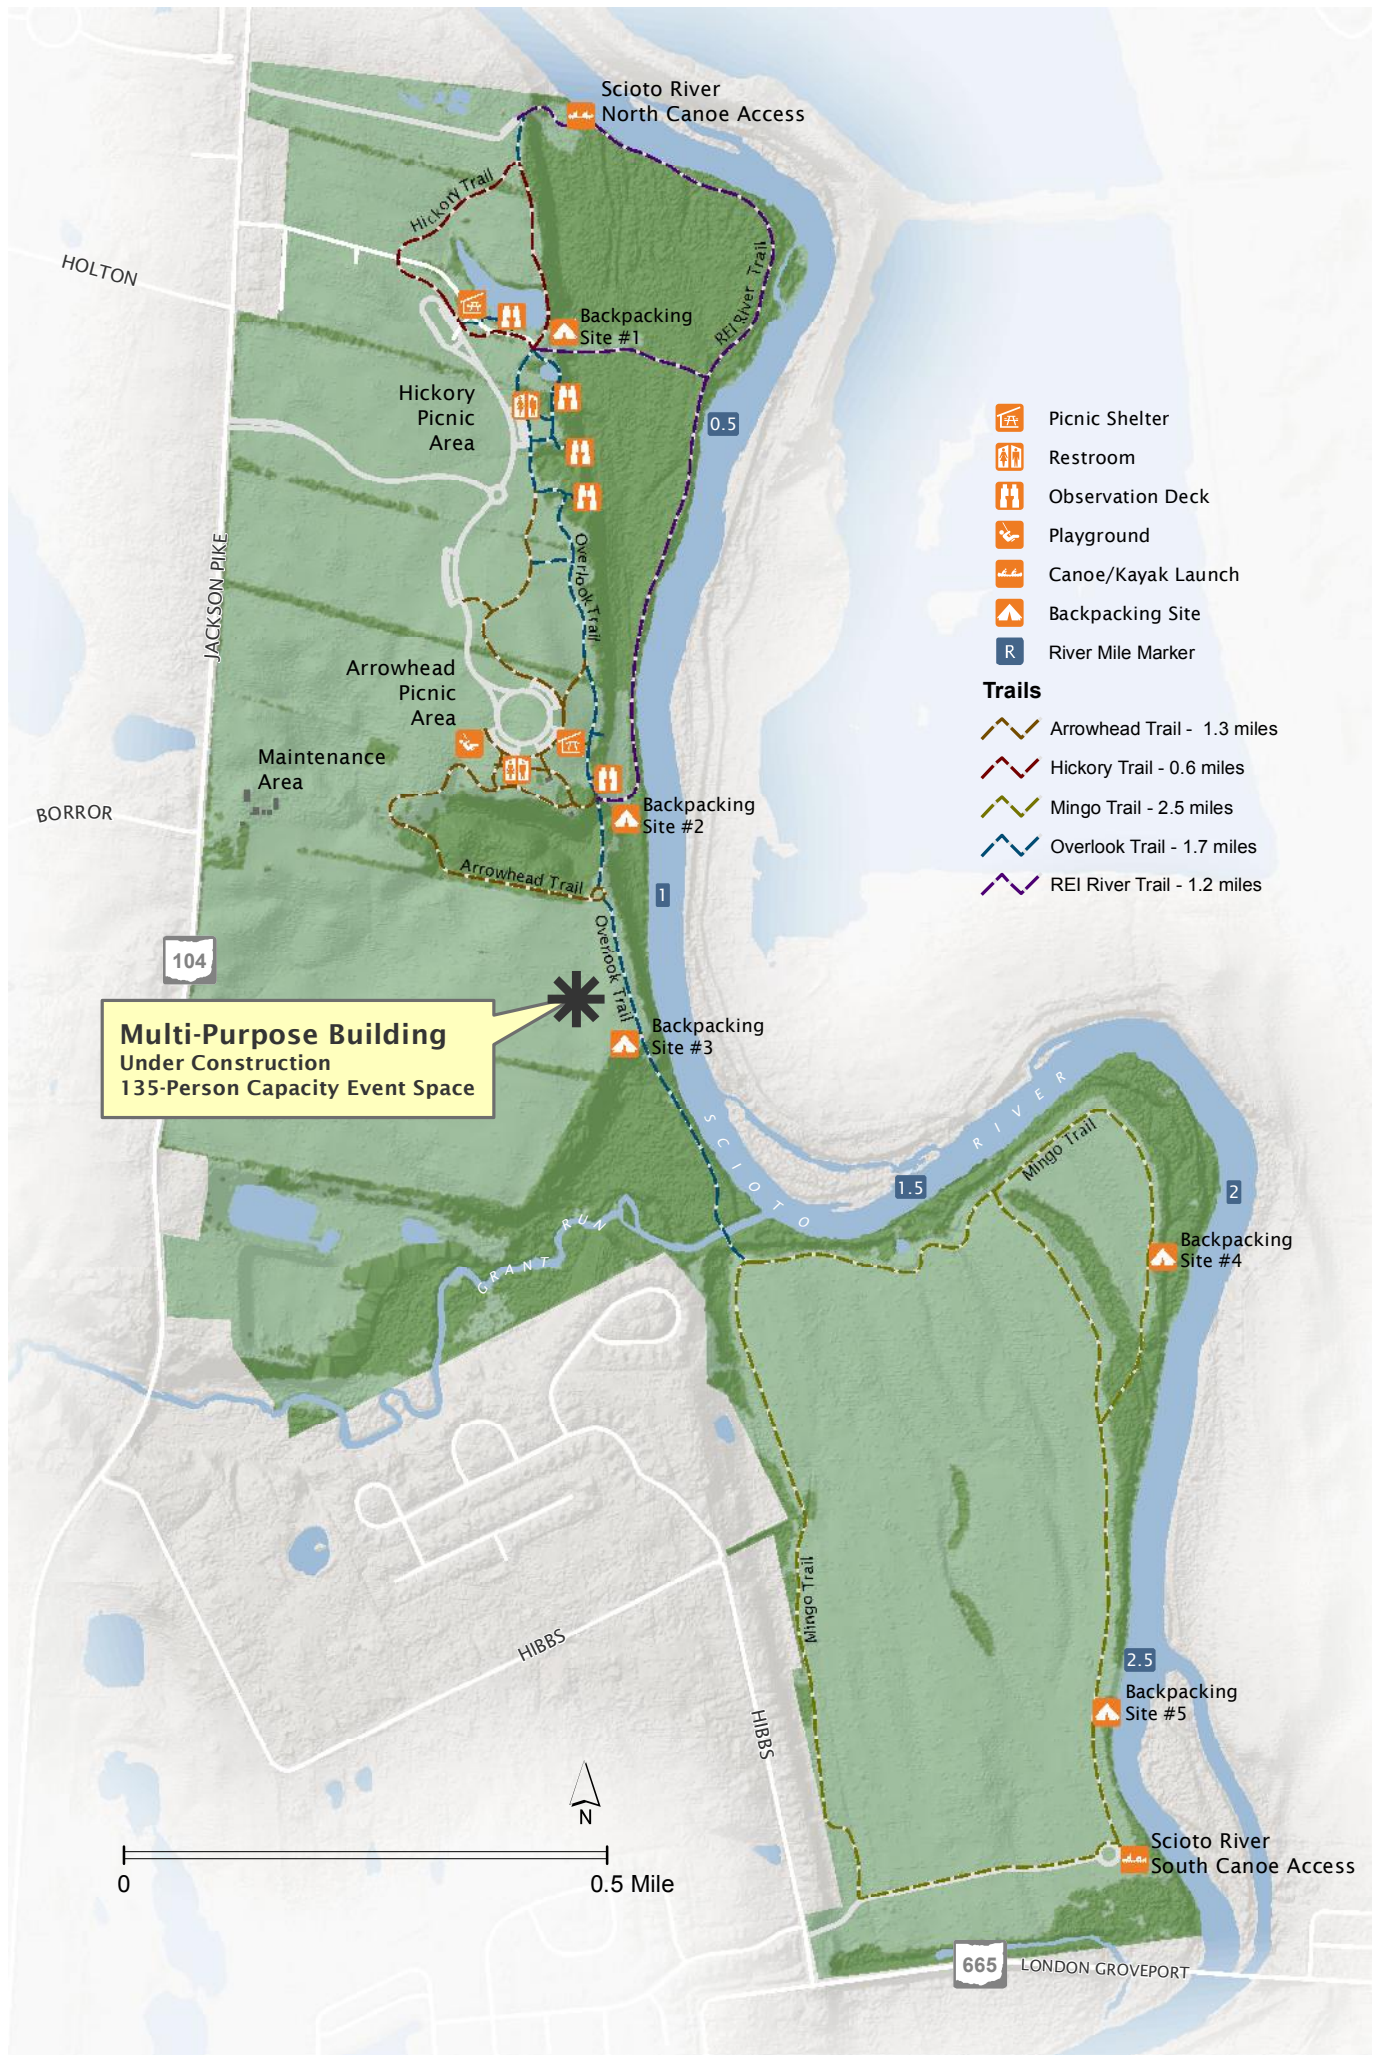 Scioto River
North Canoe Access
Hickory Trail
HOLTON
REI River Trail
Backpacking
Site #1
Hickory
Picnic
Area
0.5
Picnic Shelter
Restroom
Observation Deck
Playground
Canoe/Kayak Launch
Backpacking Site
R
River Mile Marker
Trails
Arrowhead Trail - 1.3 miles
Hickory Trail - 0.6 miles
Mingo Trail - 2.5 miles
Overlook Trail - 1.7 miles
REI River Trail - 1.2 miles
JACKSON PIKE
Overlook Trail
Arrowhead
Picnic
Area
Maintenance
Area
BORROR
Backpacking
Site #2
Arrowhead Trail
1
Overlook Trail
104
Multi-Purpose Building
Under Construction
135-Person Capacity Event Space
Backpacking
Site #3
SCIOTO
RIVER
Mingo Trail
1.5
2
GRANT RUN
Backpacking
Site #4
Mingo Trail
HIBBS
2.5
Backpacking
Site #5
HIBBS
N
0
0.5 Mile
Scioto River
South Canoe Access
665
LONDON GROVEPORT